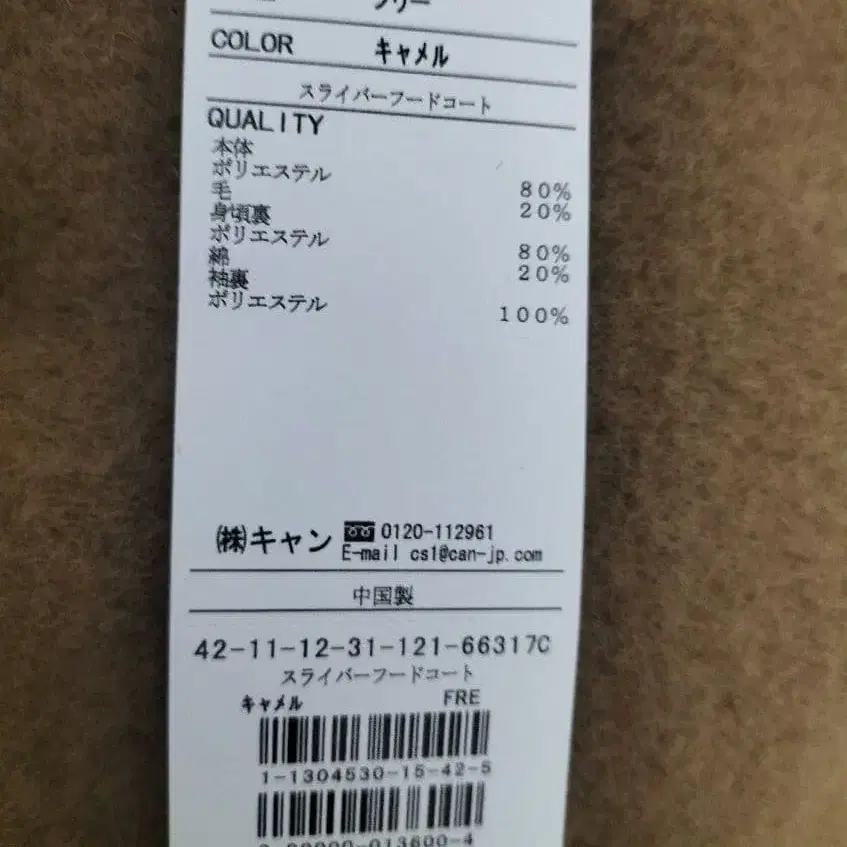 フリー
COLOR キャメル
スライバーフードコート
QUALITY
本体
ポリエステル 80%
毛 20%
身頃裏
ポリエステル 80%
綿 20%
袖裏
ポリエステル 100%
㈱キャン 0120-112961
E-mail cs1@can-jp.com
中国製
42-11-12-31-121-66317C
スライバーフードコート
キャメル FRE
1-1304530-15-42-5